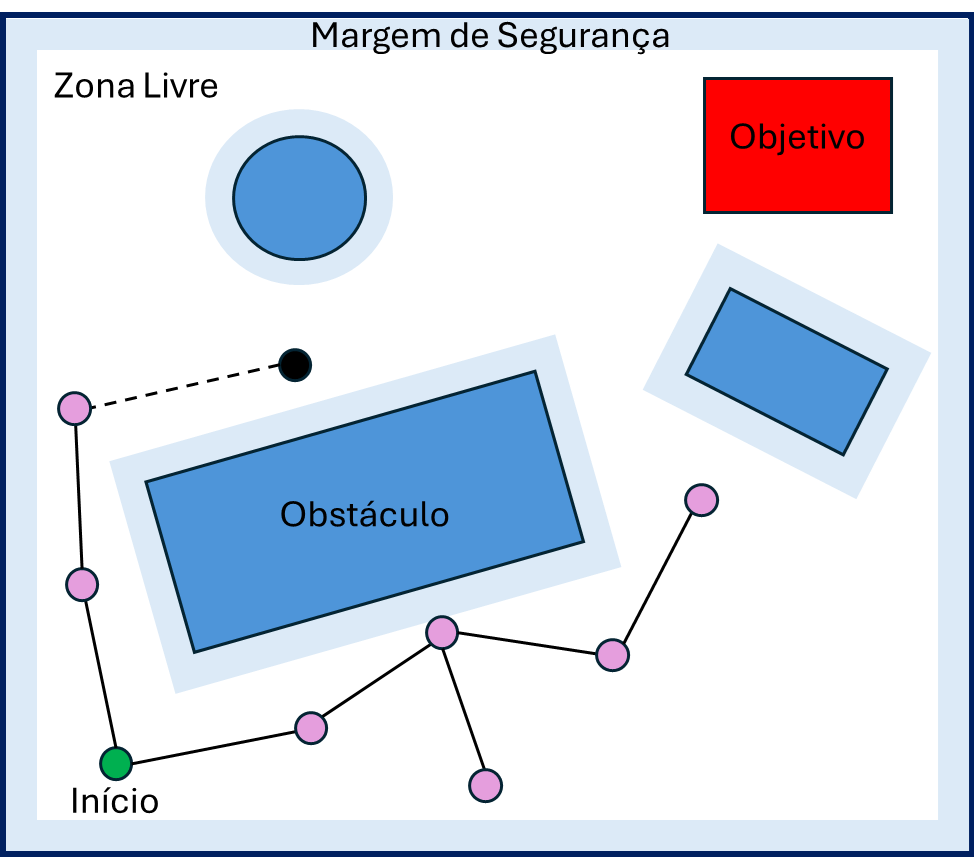 Margem de Segurança
Zona Livre
Objetivo
Obstáculo
Início